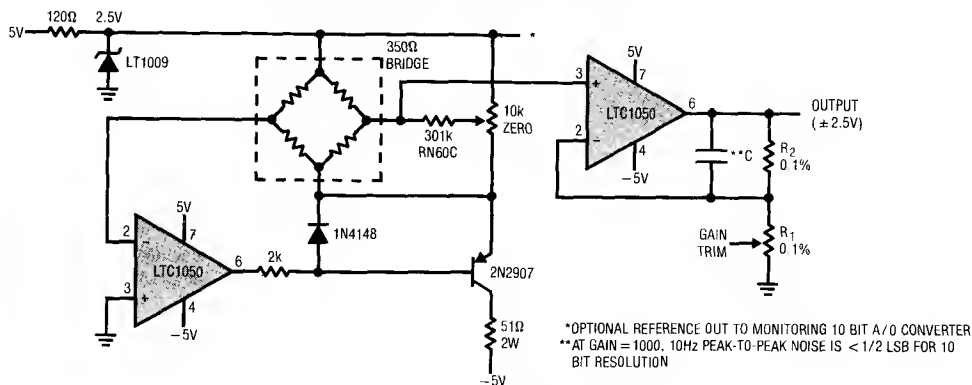 120Ω
2.5V
5V
LT1009
350Ω
BRIDGE
*
301k
RN60C
10k
ZERO
5V
3
+
7
LTC1050
6
2
−
4
−5V
OUTPUT
(±2.5V)
**C
R2
0.1%
GAIN
TRIM
R1
0.1%
5V
2
−
7
LTC1050
6
3
+
4
−5V
2k
1N4148
2N2907
51Ω
2W
−5V
*OPTIONAL REFERENCE OUT TO MONITORING 10 BIT A/D CONVERTER
**AT GAIN = 1000, 10Hz PEAK-TO-PEAK NOISE IS < 1/2 LSB FOR 10
BIT RESOLUTION